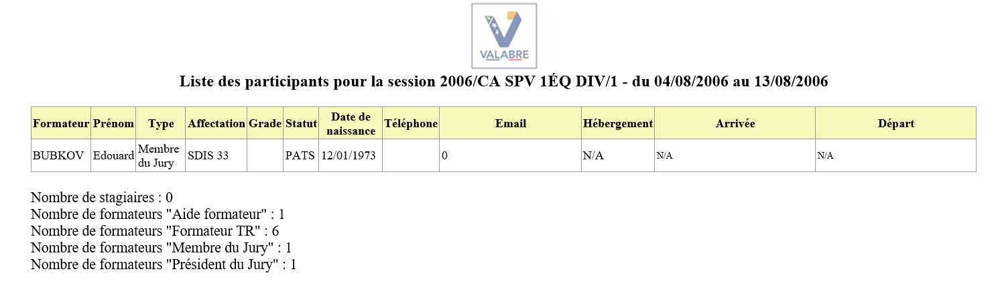 VALABRE
Liste des participants pour la session 2006/CA SPV 1ÉQ DIV/1 - du 04/08/2006 au 13/08/2006
Formateur Prénom Type Affectation Grade Statut Date de naissance Téléphone Email Hébergement Arrivée Départ
BUBKOV Edouard Membre du Jury SDIS 33 PATS 12/01/1973 0 N/A N/A N/A
Nombre de stagiaires : 0
Nombre de formateurs "Aide formateur" : 1
Nombre de formateurs "Formateur TR" : 6
Nombre de formateurs "Membre du Jury" : 1
Nombre de formateurs "Président du Jury" : 1